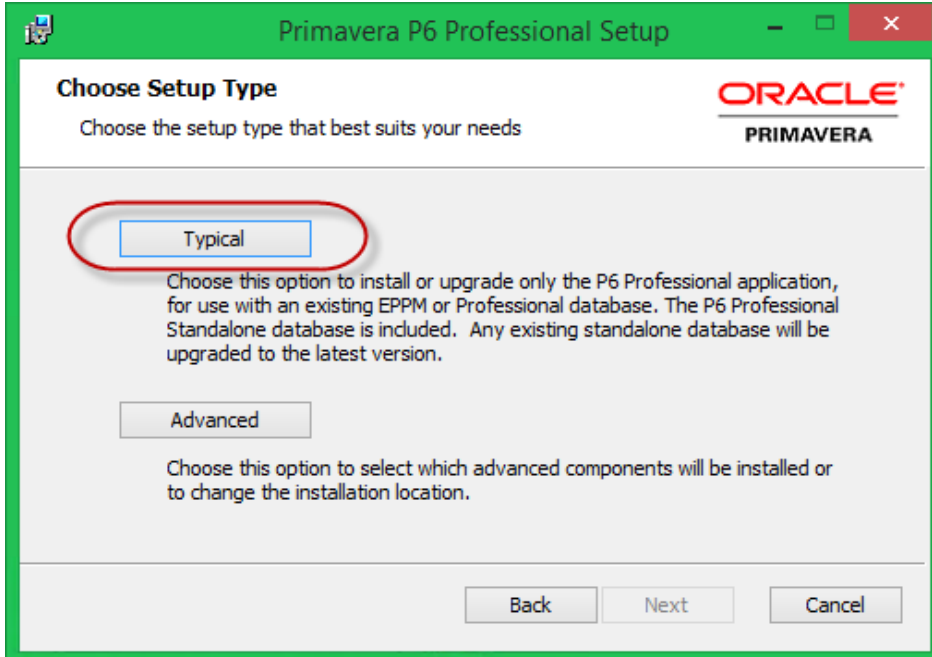 Primavera P6 Professional Setup
Choose Setup Type
Choose the setup type that best suits your needs
ORACLE
PRIMAVERA
Typical
Choose this option to install or upgrade only the P6 Professional application,
for use with an existing EPPM or Professional database. The P6 Professional
Standalone database is included.  Any existing standalone database will be
upgraded to the latest version.
Advanced
Choose this option to select which advanced components will be installed or
to change the installation location.
Back
Next
Cancel